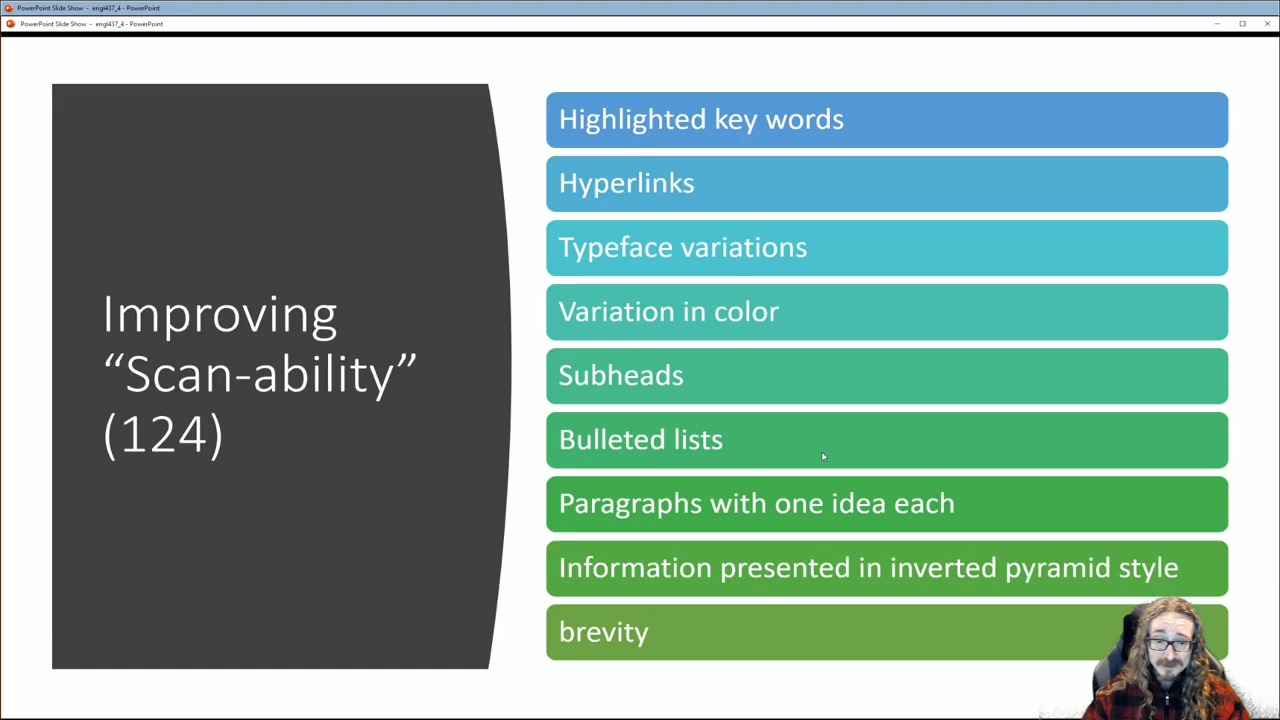 PowerPoint Slide Show - engl437_4 - PowerPoint
PowerPoint Slide Show - engl437_4 - PowerPoint
Improving
“Scan-ability”
(124)
Highlighted key words
Hyperlinks
Typeface variations
Variation in color
Subheads
Bulleted lists
Paragraphs with one idea each
Information presented in inverted pyramid style
brevity